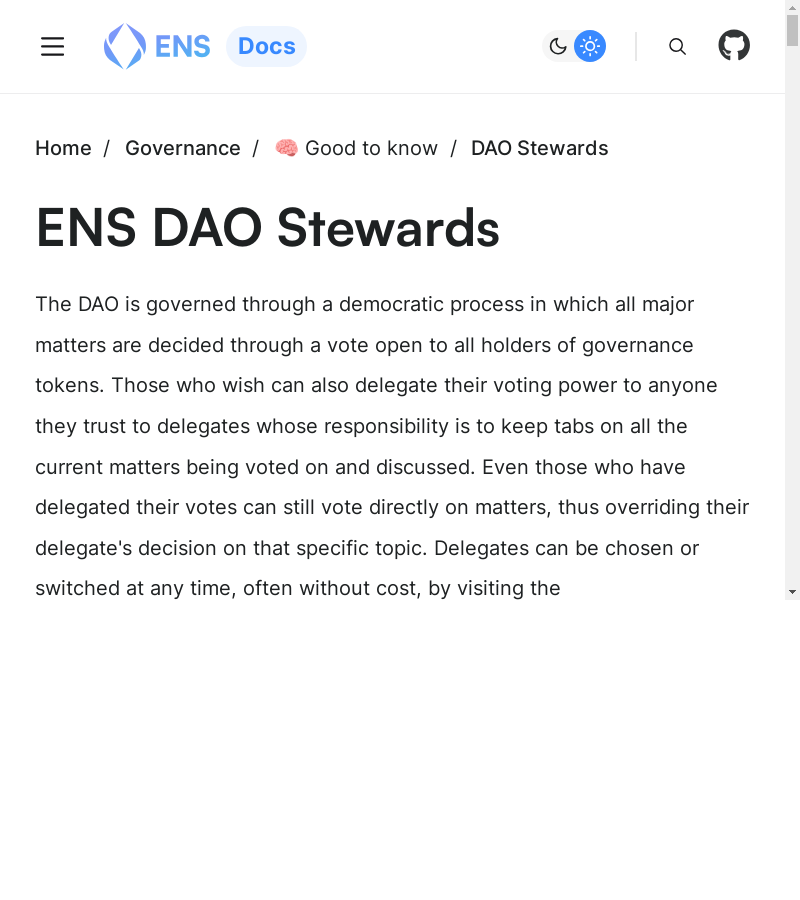 ENS Docs
Home / Governance / 🧠 Good to know / DAO Stewards
ENS DAO Stewards
The DAO is governed through a democratic process in which all major
matters are decided through a vote open to all holders of governance
tokens. Those who wish can also delegate their voting power to anyone
they trust to delegates whose responsibility is to keep tabs on all the
current matters being voted on and discussed. Even those who have
delegated their votes can still vote directly on matters, thus overriding their
delegate's decision on that specific topic. Delegates can be chosen or
switched at any time, often without cost, by visiting the